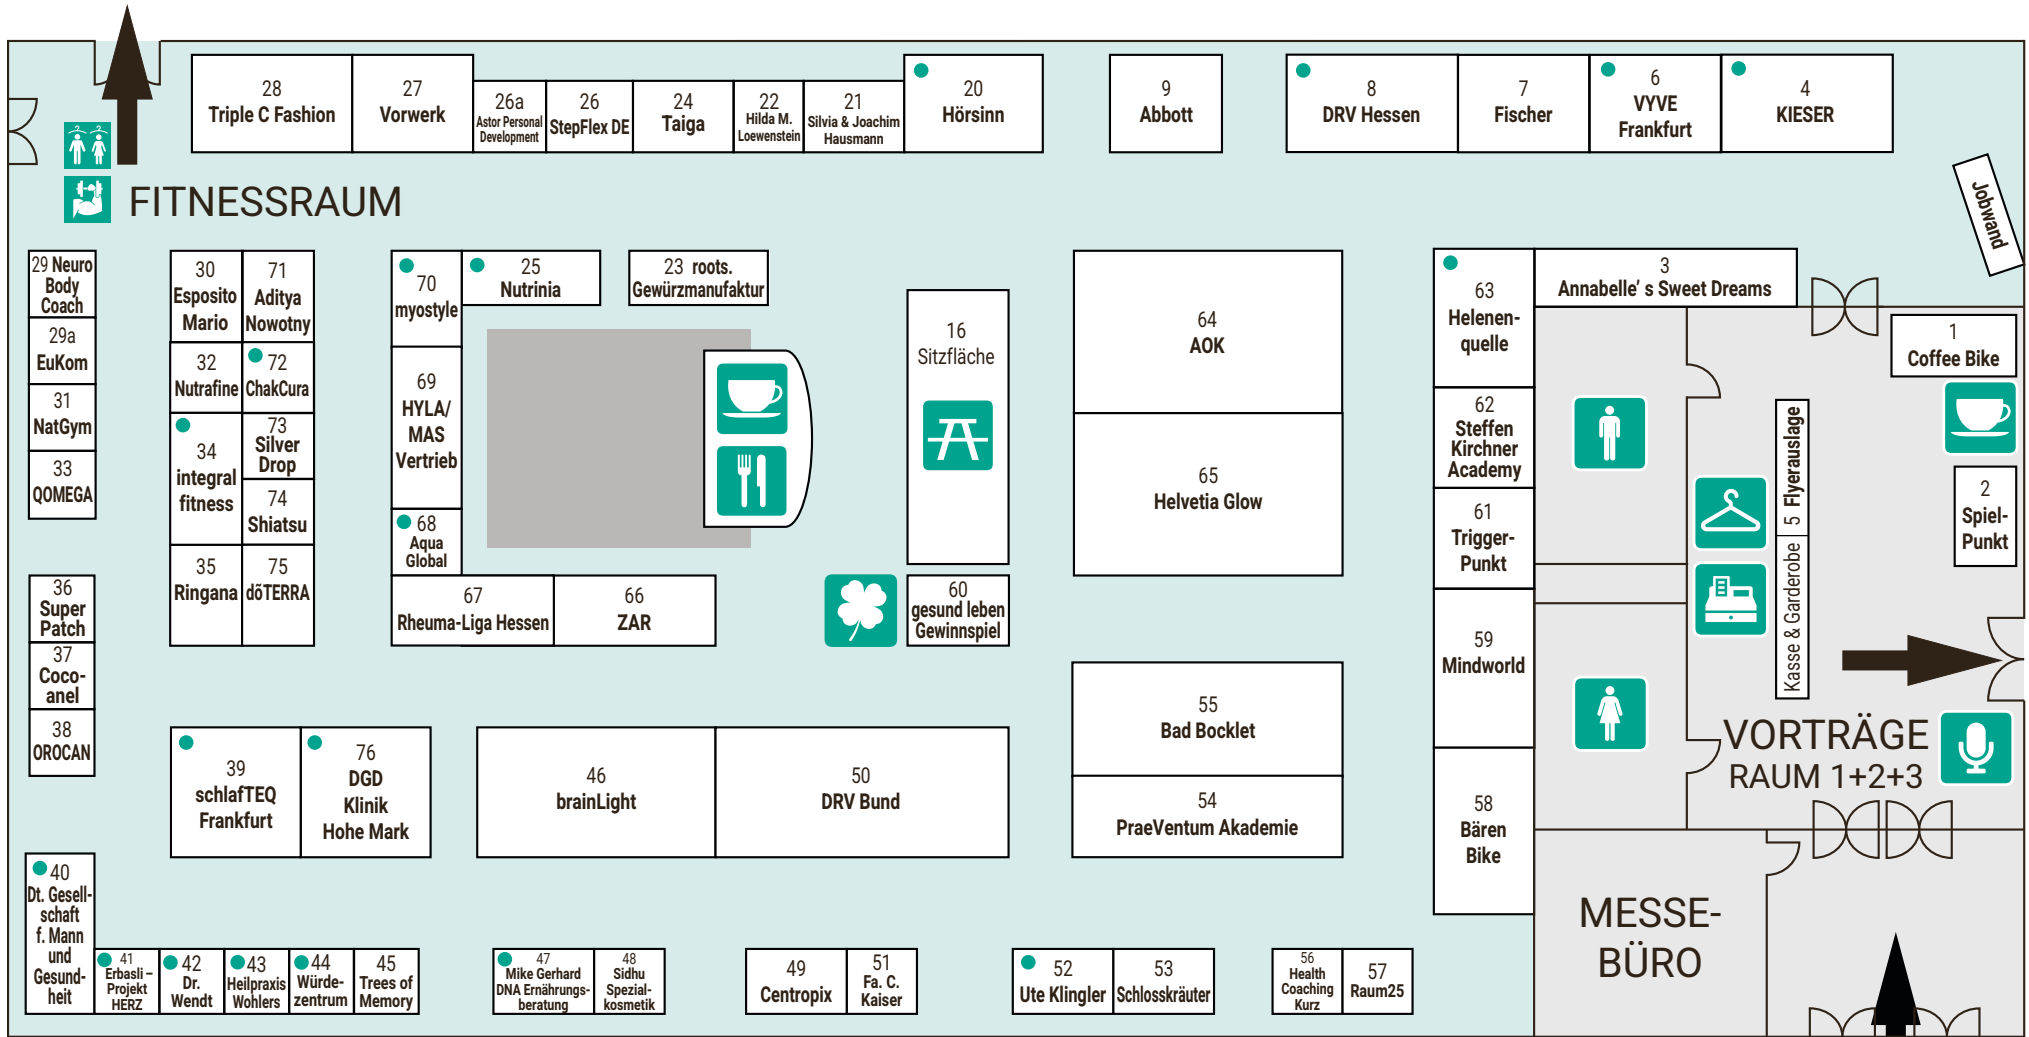 28
Triple C Fashion
27
Vorwerk
26a
Astor Personal
Development
26
StepFlex DE
24
Taiga
22
Hilda M.
Loewenstein
21
Silvia & Joachim
Hausmann
20
Hörsinn
9
Abbott
8
DRV Hessen
7
Fischer
6
VYVE
Frankfurt
4
KIESER
Jobwand
FITNESSRAUM
29 Neuro
Body
Coach
29a
EuKom
31
NatGym
33
QOMEGA
30
Esposito
Mario
71
Aditya
Nowotny
32
Nutrafine
72
ChakCura
34
integral
fitness
73
Silver
Drop
74
Shiatsu
35
Ringana
75
dõTERRA
70
myostyle
25
Nutrinia
23 roots.
Gewürzmanufaktur
69
HYLA/
MAS
Vertrieb
68
Aqua
Global
67
Rheuma-Liga Hessen
66
ZAR
16
Sitzfläche
60
gesund leben
Gewinnspiel
64
AOK
65
Helvetia Glow
63
Helenen-
quelle
3
Annabelle' s Sweet Dreams
62
Steffen
Kirchner
Academy
61
Trigger-
Punkt
59
Mindworld
58
Bären
Bike
1
Coffee Bike
2
Spiel-
Punkt
5 Flyerauslage
Kasse & Garderobe
VORTRÄGE
RAUM 1+2+3
36
Super
Patch
37
Coco-
anel
38
OROCAN
39
schlafTEQ
Frankfurt
76
DGD
Klinik
Hohe Mark
46
brainLight
50
DRV Bund
55
Bad Bocklet
54
PraeVentum Akademie
40
Dt. Gesell-
schaft
f. Mann
und
Gesund-
heit
41
Erbasli –
Projekt
HERZ
42
Dr.
Wendt
43
Heilpraxis
Wohlers
44
Würde-
zentrum
45
Trees of
Memory
47
Mike Gerhard
DNA Ernährungs-
beratung
48
Sidhu
Spezial-
kosmetik
49
Centropix
51
Fa. C.
Kaiser
52
Ute Klingler
53
Schlosskräuter
56
Health
Coaching
Kurz
57
Raum25
MESSE-
BÜRO